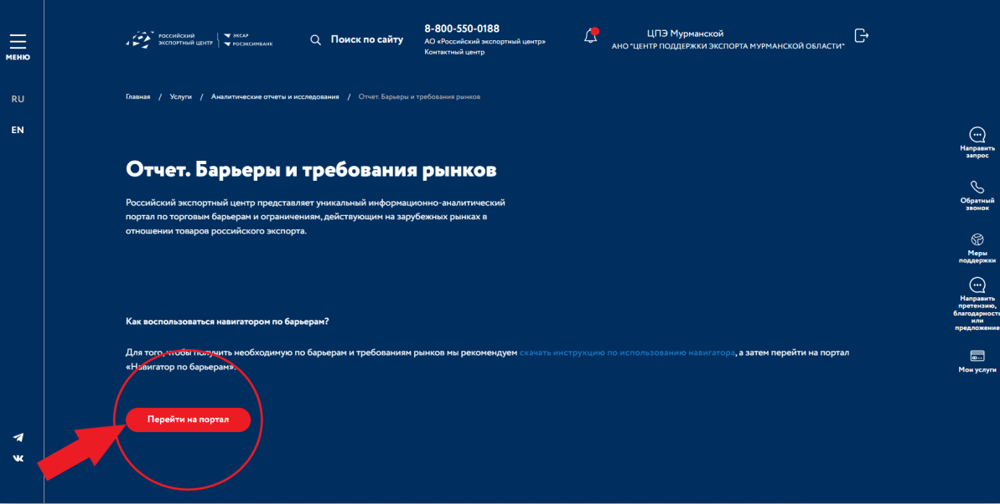 МЕНЮ
RU
EN
РОССИЙСКИЙ
ЭКСПОРТНЫЙ ЦЕНТР
ЭКСАР
РОСЭКСИМБАНК
Поиск по сайту
8-800-550-0188
АО «Российский экспортный центр»
Контактный центр
ЦПЭ Мурманской
АНО "ЦЕНТР ПОДДЕРЖКИ ЭКСПОРТА МУРМАНСКОЙ ОБЛАСТИ"
Главная / Услуги / Аналитические отчеты и исследования / Отчет. Барьеры и требования рынков
Отчет. Барьеры и требования рынков
Российский экспортный центр представляет уникальный информационно-аналитический
портал по торговым барьерам и ограничениям, действующим на зарубежных рынках в
отношении товаров российского экспорта.
Как воспользоваться навигатором по барьерам?
Для того, чтобы получить необходимую по барьерам и требованиям рынков мы рекомендуем скачать инструкцию по использованию навигатора, а затем перейти на портал
«Навигатор по барьерам».
Перейти на портал
Направить
запрос
Обратный
звонок
Меры
поддержки
Направить
претензию,
благодарность
или
предложение
Мои услуги